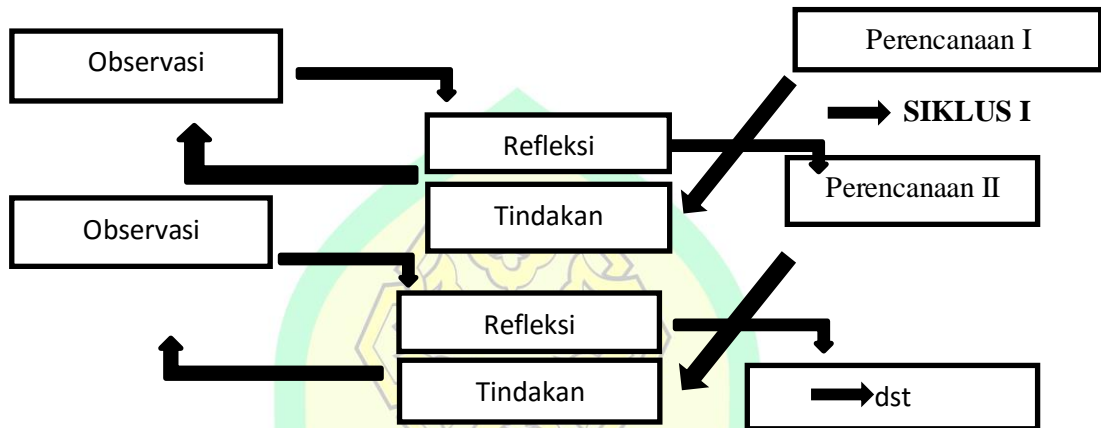 Perencanaan I
Observasi
SIKLUS I
Refleksi
Perencanaan II
Tindakan
Observasi
Refleksi
Tindakan
dst